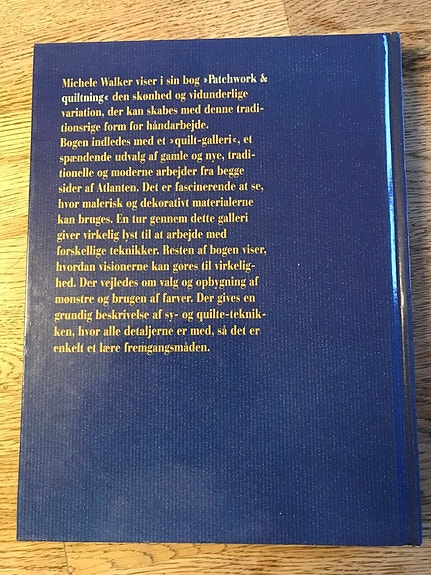 Michele Walker viser i sin bog »Patchwork &
quiltning« den skønhed og vidunderlige
variation, der kan skabes med denne tradi-
tionsrige form for håndarbejde.
Bogen indledes med et »quilt-galleri«, et
spændende udvalg af gamle og nye, tradi-
tionelle og moderne arbejder fra begge
sider af Atlanten. Det er fascinerende at se,
hvor malerisk og dekorativt materialerne
kan bruges. En tur gennem dette galleri
giver virkelig lyst til at arbejde med
forskellige teknikker. Resten af bogen viser,
hvordan visionerne kan gøres til virkelig-
hed. Der vejledes om valg og opbygning af
mønstre og brugen af farver. Der gives en
grundig beskrivelse af sy- og quilte-teknik-
ken, hvor alle detaljerne er med, så det er
enkelt et lære fremgangsmåden.